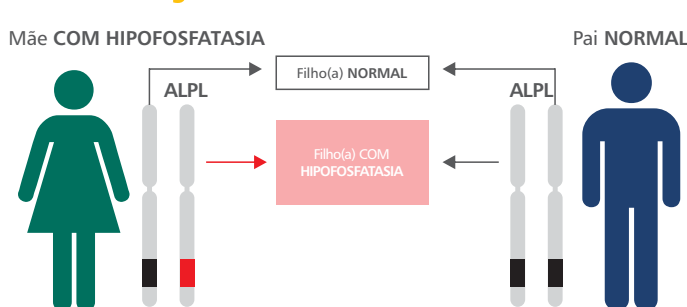 Mãe COM HIPOFOSFATASIA
Pai NORMAL
Filho(a) NORMAL
ALPL
ALPL
Filho(a) COM
HIPOFOSFATASIA